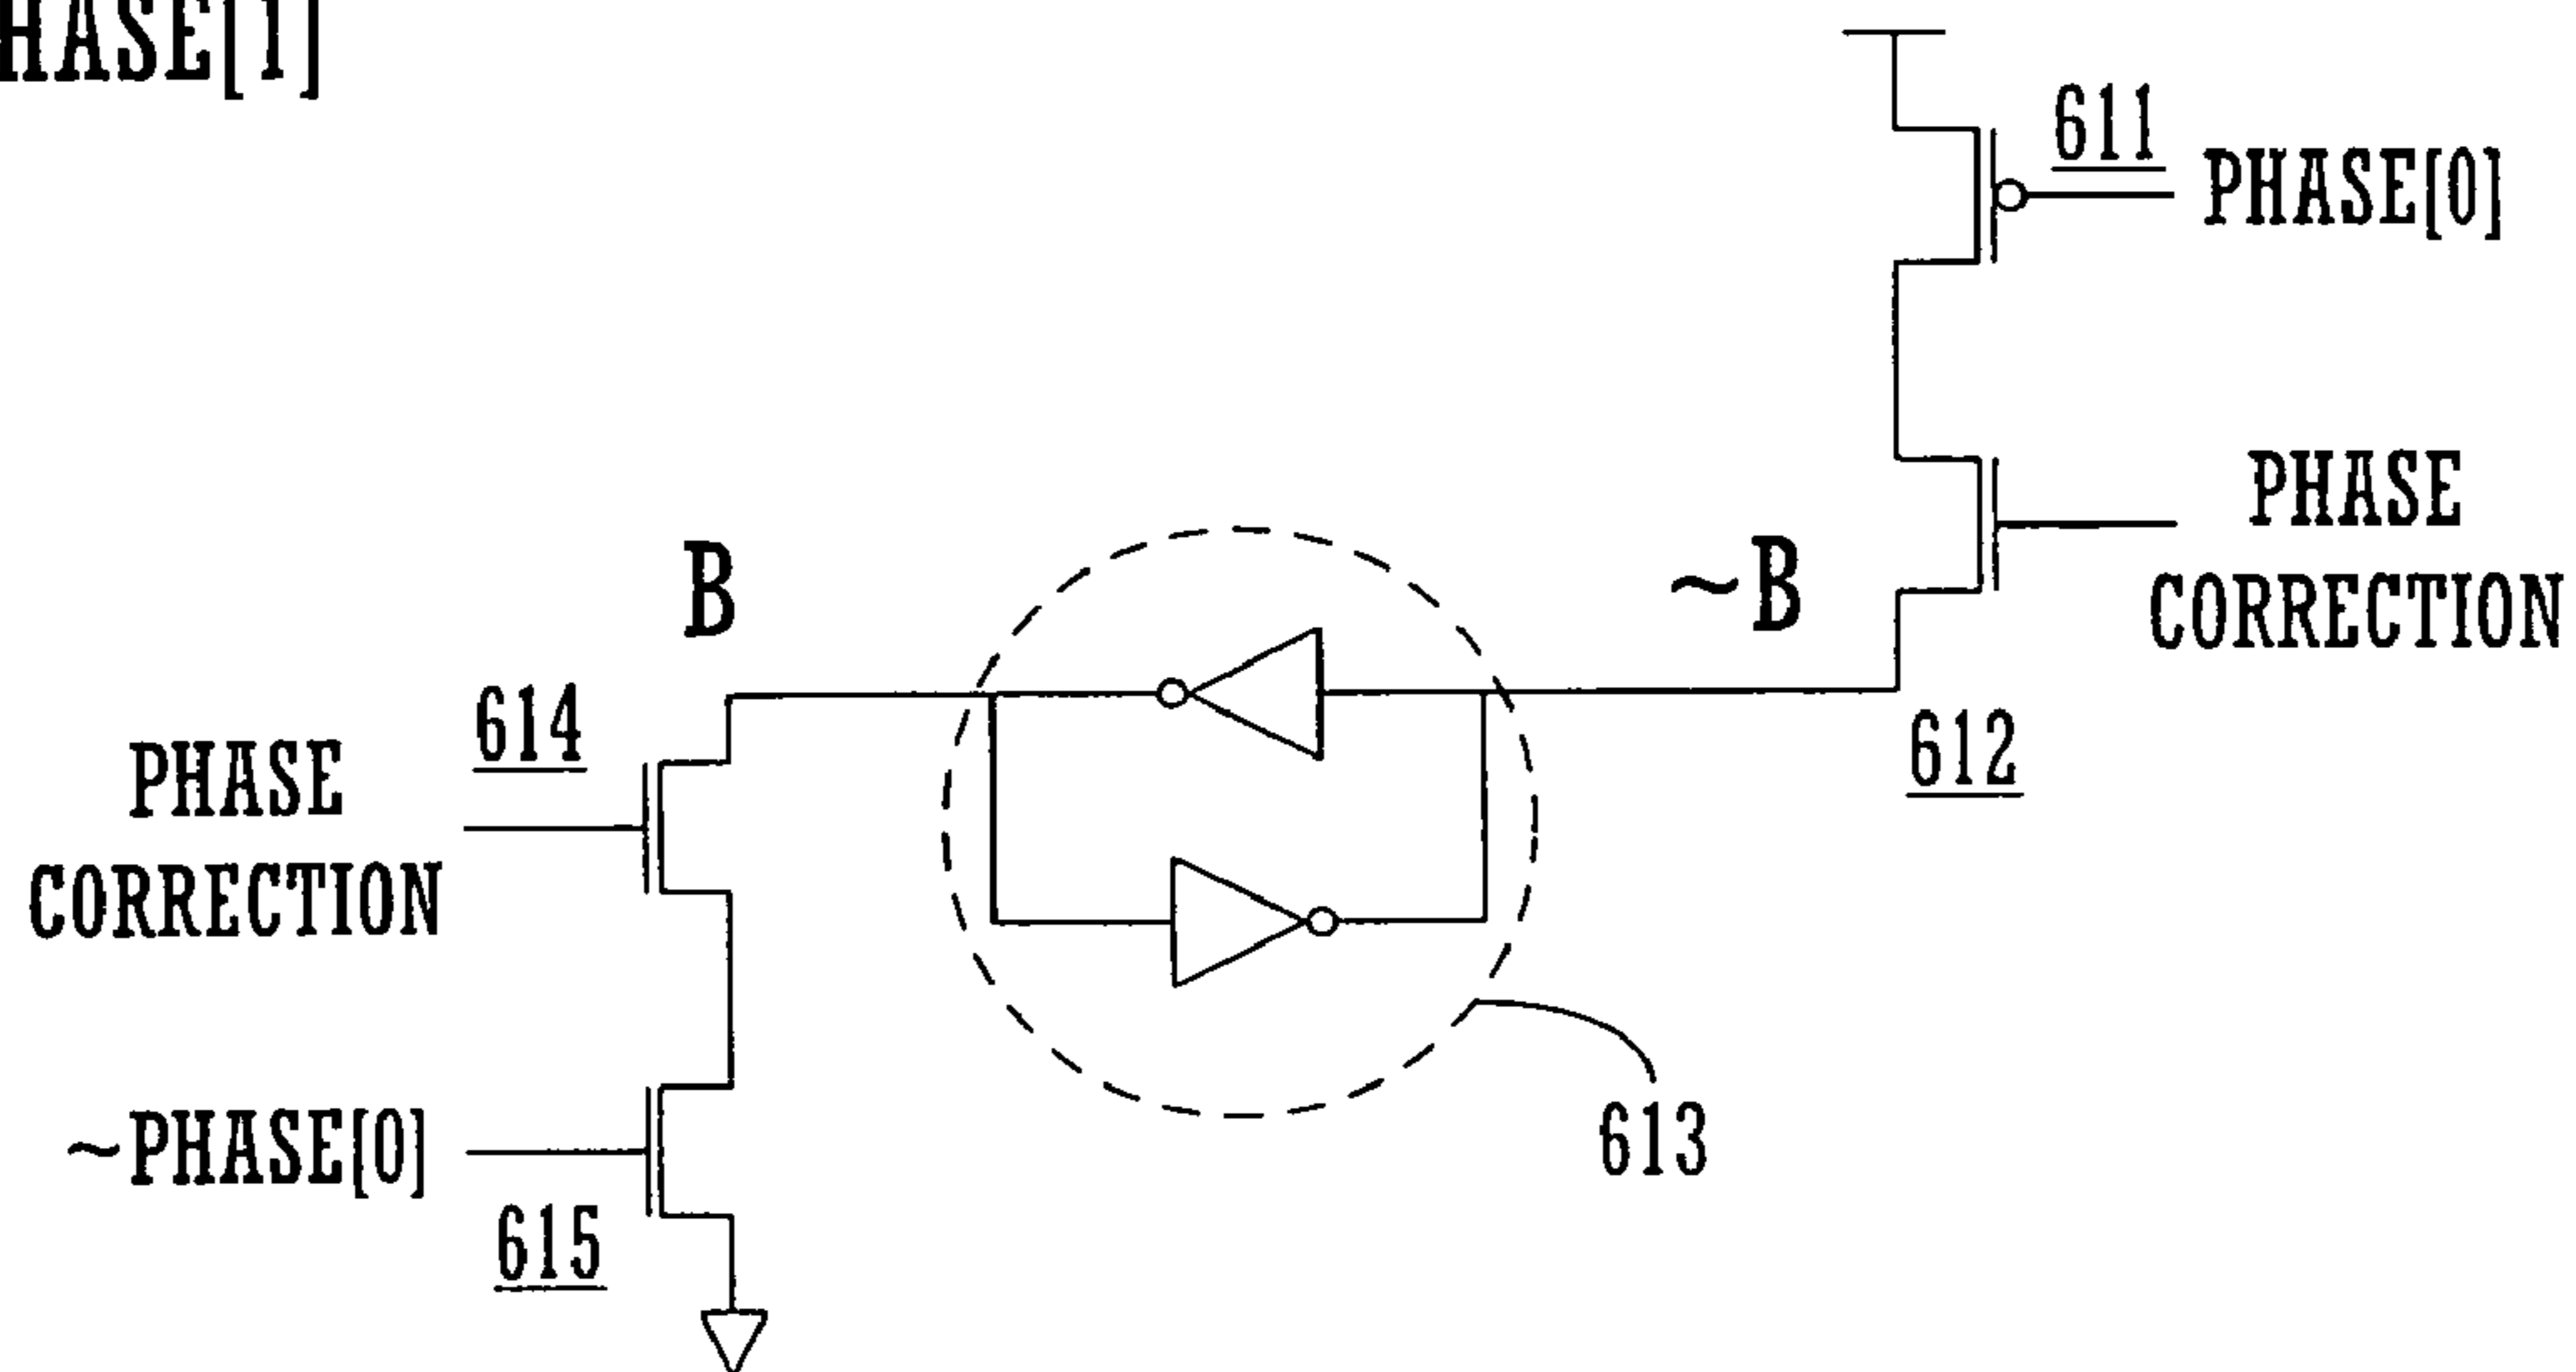 HASE[1]
611
PHASE[0]
PHASE
CORRECTION
B
~B
614
612
PHASE
CORRECTION
613
~PHASE[0]
615